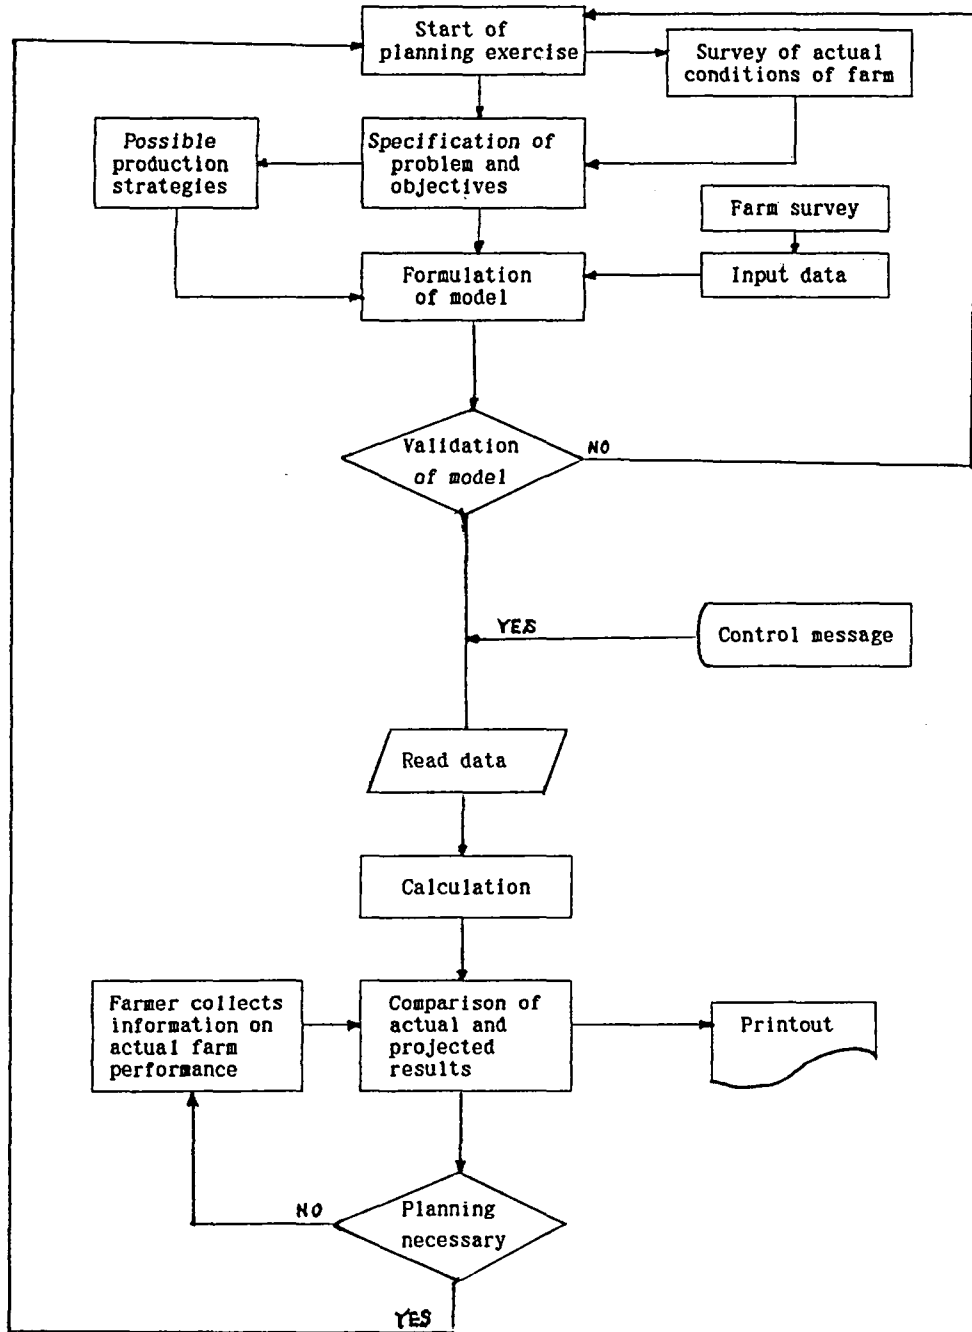 Start of
planning exercise
Survey of actual
conditions of farm
Possible
production
strategies
Specification of
problem and
objectives
Farm survey
Formulation
of model
Input data
Validation
of model
NO
YES
Control message
Read data
Calculation
Farmer collects
information on
actual farm
performance
Comparison of
actual and
projected
results
Printout
NO
Planning
necessary
YES